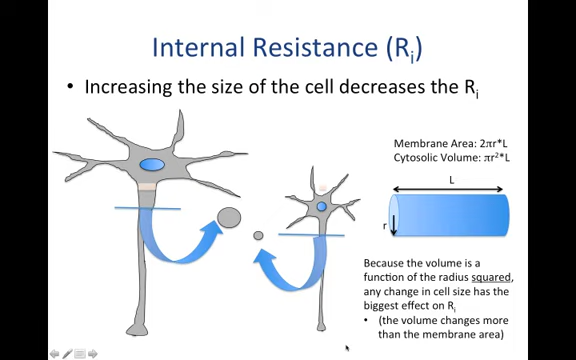 Internal Resistance (Ri)
• Increasing the size of the cell decreases the Ri
Membrane Area: 2πr*L
Cytosolic Volume: πr²*L
L
r
Because the volume is a
function of the radius squared,
any change in cell size has the
biggest effect on Ri
• (the volume changes more
than the membrane area)